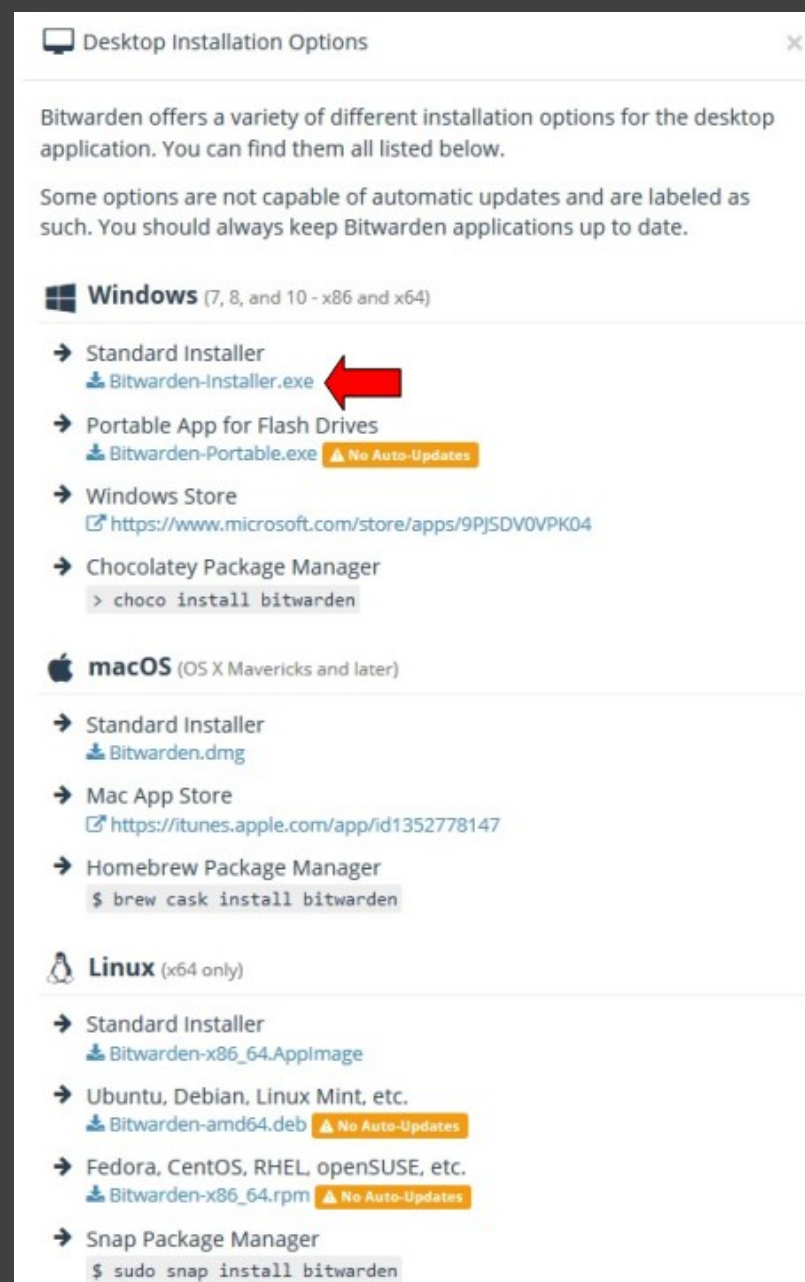 Desktop Installation Options
×
Bitwarden offers a variety of different installation options for the desktop
application. You can find them all listed below.
Some options are not capable of automatic updates and are labeled as
such. You should always keep Bitwarden applications up to date.
Windows (7, 8, and 10 - x86 and x64)
Standard Installer
Bitwarden-Installer.exe
Portable App for Flash Drives
Bitwarden-Portable.exe No Auto-Updates
Windows Store
https://www.microsoft.com/store/apps/9PJSDV0VPK04
Chocolatey Package Manager
> choco install bitwarden
macOS (OS X Mavericks and later)
Standard Installer
Bitwarden.dmg
Mac App Store
https://itunes.apple.com/app/id1352778147
Homebrew Package Manager
$ brew cask install bitwarden
Linux (x64 only)
Standard Installer
Bitwarden-x86_64.AppImage
Ubuntu, Debian, Linux Mint, etc.
Bitwarden-amd64.deb No Auto-Updates
Fedora, CentOS, RHEL, openSUSE, etc.
Bitwarden-x86_64.rpm No Auto-Updates
Snap Package Manager
$ sudo snap install bitwarden